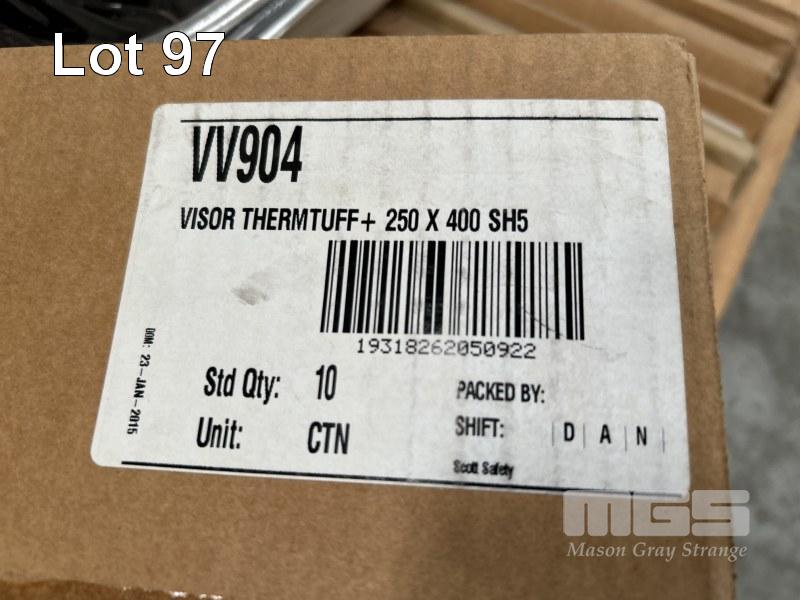 Lot 97
VV904
VISOR THERMTUFF+ 250 X 400 SH5
19318262050922
DOM: 23-JAN-2015
Std Qty: 10
PACKED BY:
Unit: CTN
SHIFT: | D | A | N |
Scott Safety
MGS
Mason Gray Strange